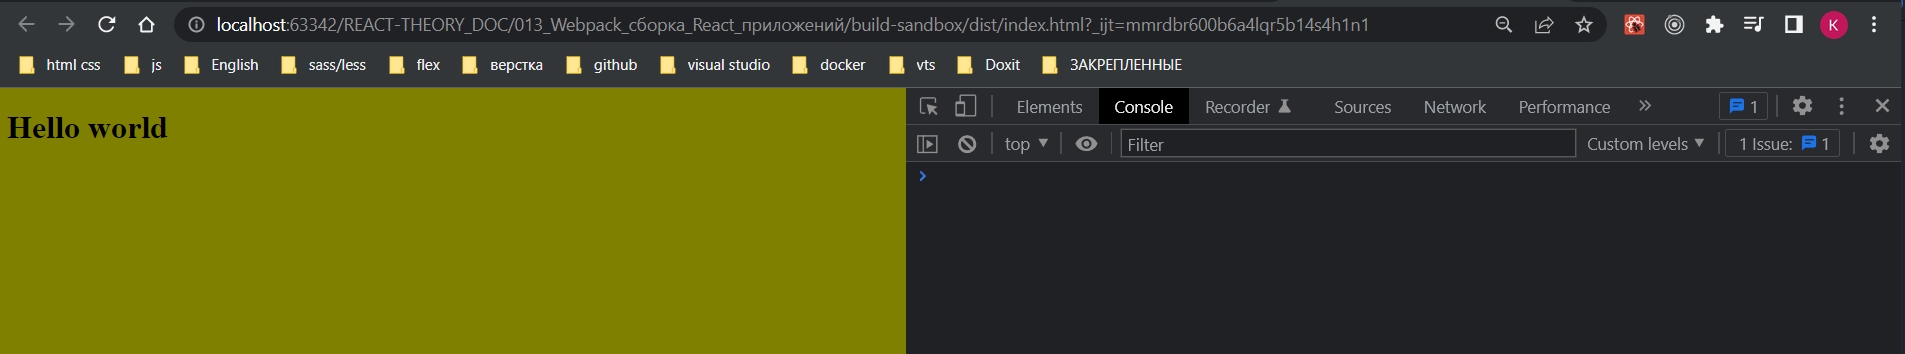 localhost:63342/REACT-THEORY_DOC/013_Webpack_сборка_React_приложений/build-sandbox/dist/index.html?_ijt=mmrdbr600b6a4lqr5b14s4h1n1 K
html css js English sass/less flex верстка github visual studio docker vts Doxit ЗАКРЕПЛЕННЫЕ
Hello world
Elements Console Recorder Sources Network Performance » 1
top Filter Custom levels 1 Issue: 1